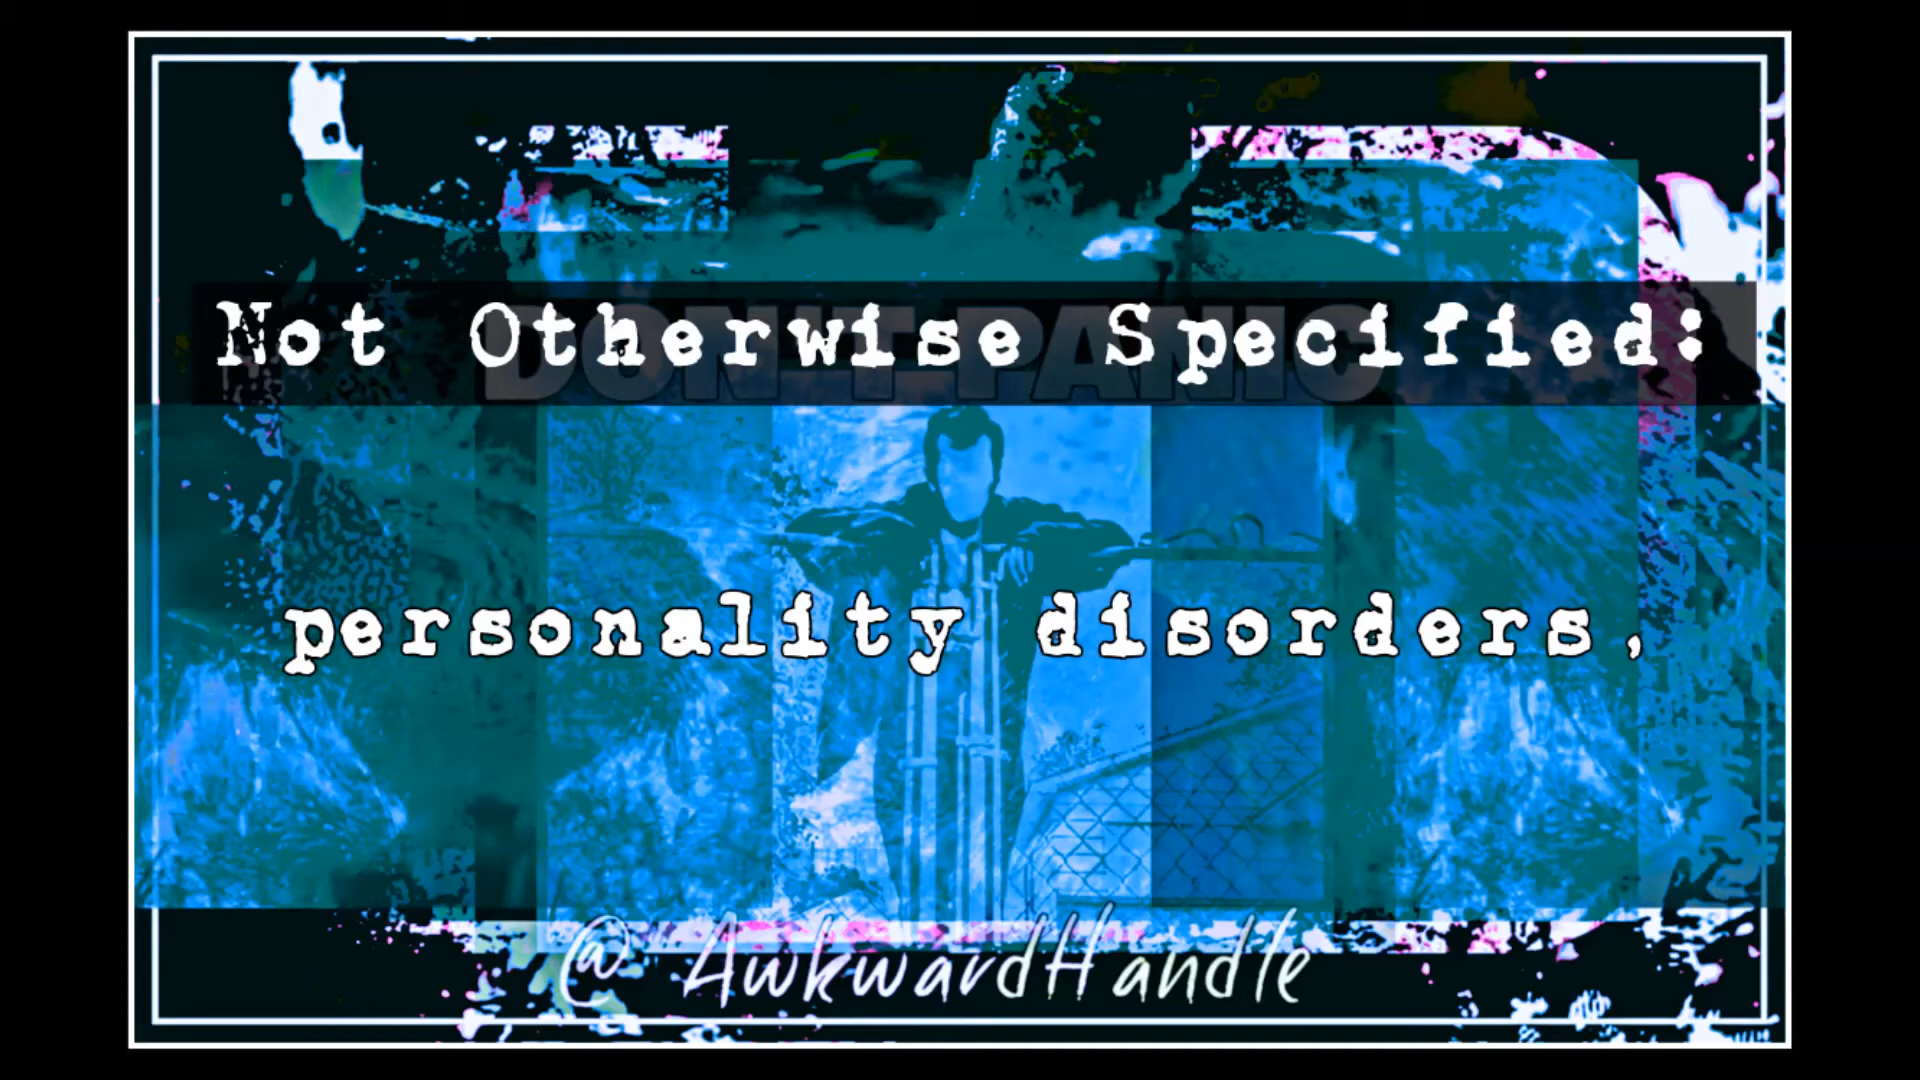 Not Otherwise Specified:
DON'T PANIC
personality disorders,
@ AwkwardHandle